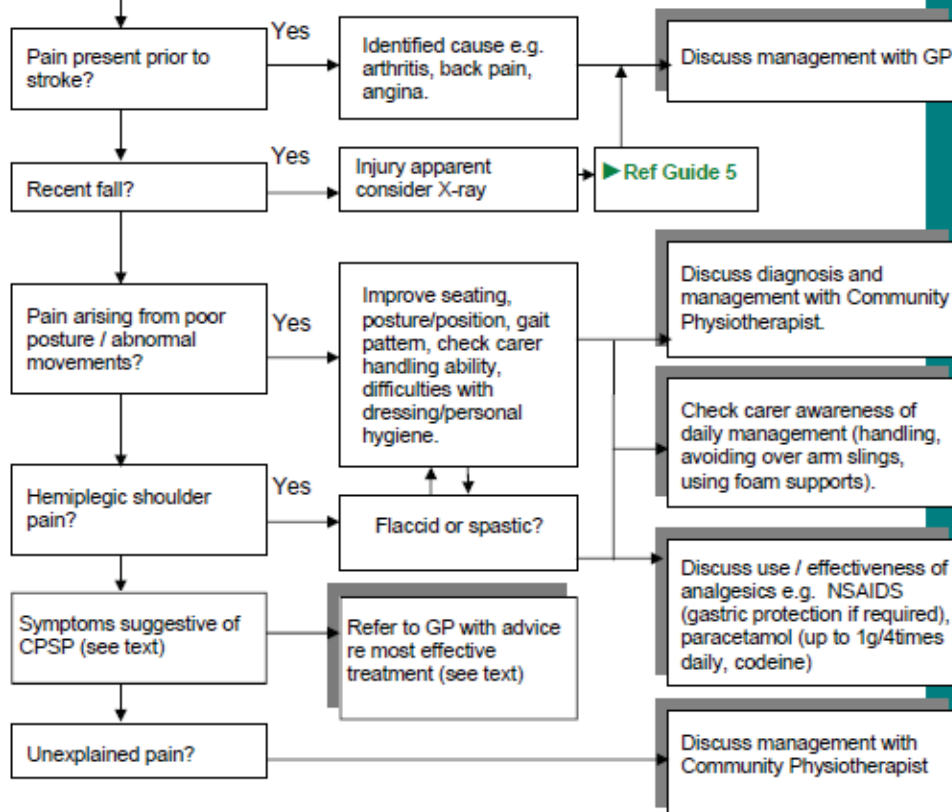 Pain present prior to
stroke?
Yes
Identified cause e.g.
arthritis, back pain,
angina.
Discuss management with GP
Recent fall?
Yes
Injury apparent
consider X-ray
►Ref Guide 5
Pain arising from poor
posture / abnormal
movements?
Yes
Improve seating,
posture/position, gait
pattern, check carer
handling ability,
difficulties with
dressing/personal
hygiene.
Discuss diagnosis and
management with Community
Physiotherapist.
Check carer awareness of
daily management (handling,
avoiding over arm slings,
using foam supports).
Hemiplegic shoulder
pain?
Yes
Flaccid or spastic?
Discuss use / effectiveness of
analgesics e.g. NSAIDS
(gastric protection if required),
paracetamol (up to 1g/4times
daily, codeine)
Symptoms suggestive of
CPSP (see text)
Refer to GP with advice
re most effective
treatment (see text)
Unexplained pain?
Discuss management with
Community Physiotherapist